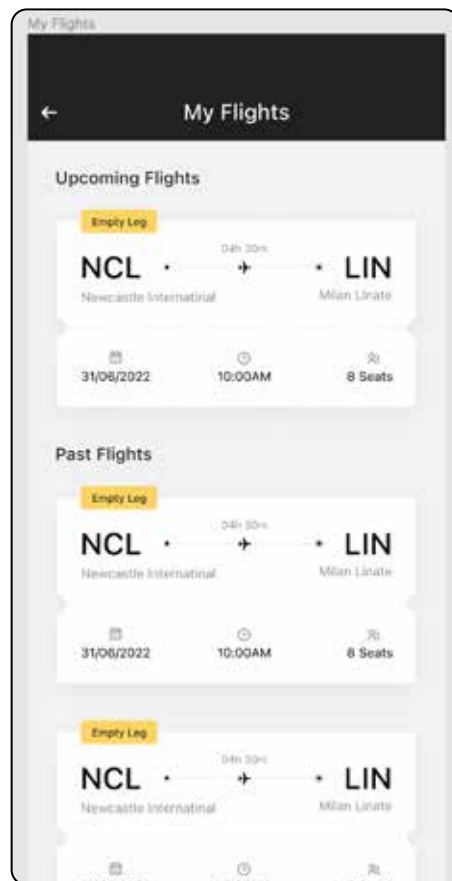 My Flights
My Flights
Upcoming Flights
Empty Leg
04h 30m
NCL LIN
Newcastle Internatinal Milan Linate
31/06/2022 10:00AM 8 Seats
Past Flights
Empty Leg
04h 30m
NCL LIN
Newcastle Internatinal Milan Linate
31/06/2022 10:00AM 8 Seats
Empty Leg
04h 30m
NCL LIN
Newcastle Internatinal Milan Linate